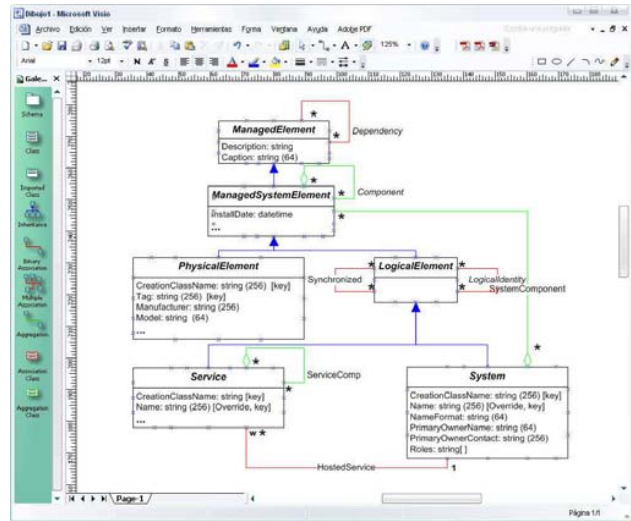 Dibujo1 - Microsoft Visio
Archivo Edición Ver Insertar Formato Herramientas Forma Ventana Ayuda Adobe PDF
125%
Arial 12pt N K S
Gale...
Schema
Class
Imported Class
Inheritance
Binary Association
Multiple Association
Aggregation
Association Class
Aggregation Class
*
ManagedElement
* Dependency
Description: string
Caption: string (64)
*
ManagedSystemElement
* Component
InstallDate: datetime
*
...
PhysicalElement
CreationClassName: string (256) [key]
Tag: string (256) [key]
Manufacturer: string (256)
Model: string (64)
...
Synchronized
* LogicalElement *
* *
LogicalIdentity
SystemComponent
*
Service
* ServiceComp
*
CreationClassName: string (256) [key]
Name: string (256) [Override, key]
...
System
CreationClassName: string (256) [key]
Name: string (256) [Override, key]
NameFormat: string (64)
PrimaryOwnerName: string (64)
PrimaryOwnerContact: string (256)
Roles: string[ ]
w *
HostedService
1
Page-1
Página 1/1